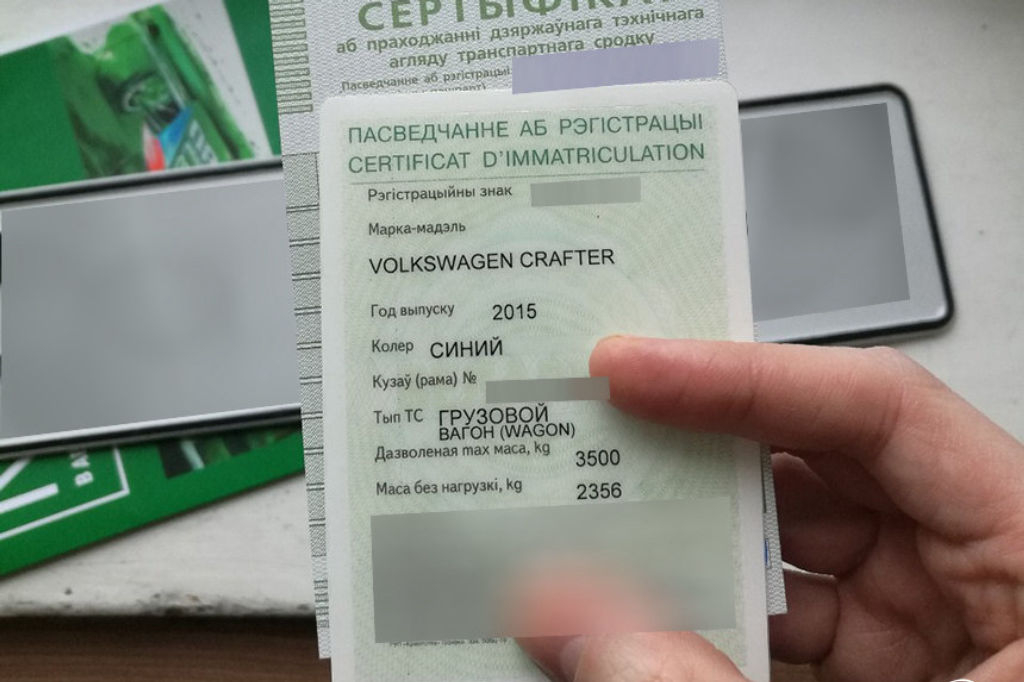 СЕРТЫФІКАТ
аб праходжанні дзяржаўнага тэхнічнага
агляду транспартнага сродку
Пасведчанне аб рэгістрацыі
ПАСВЕДЧАННЕ АБ РЭГІСТРАЦЫІ
CERTIFICAT D'IMMATRICULATION
Рэгістрацыйны знак
Марка-мадэль
VOLKSWAGEN CRAFTER
Год выпуску 2015
Колер СИНИЙ
Кузаў (рама) №
Тып ТС ГРУЗОВОЙ
ВАГОН (WAGON)
Дазволеная max маса, kg 3500
Маса без нагрузкі, kg 2356